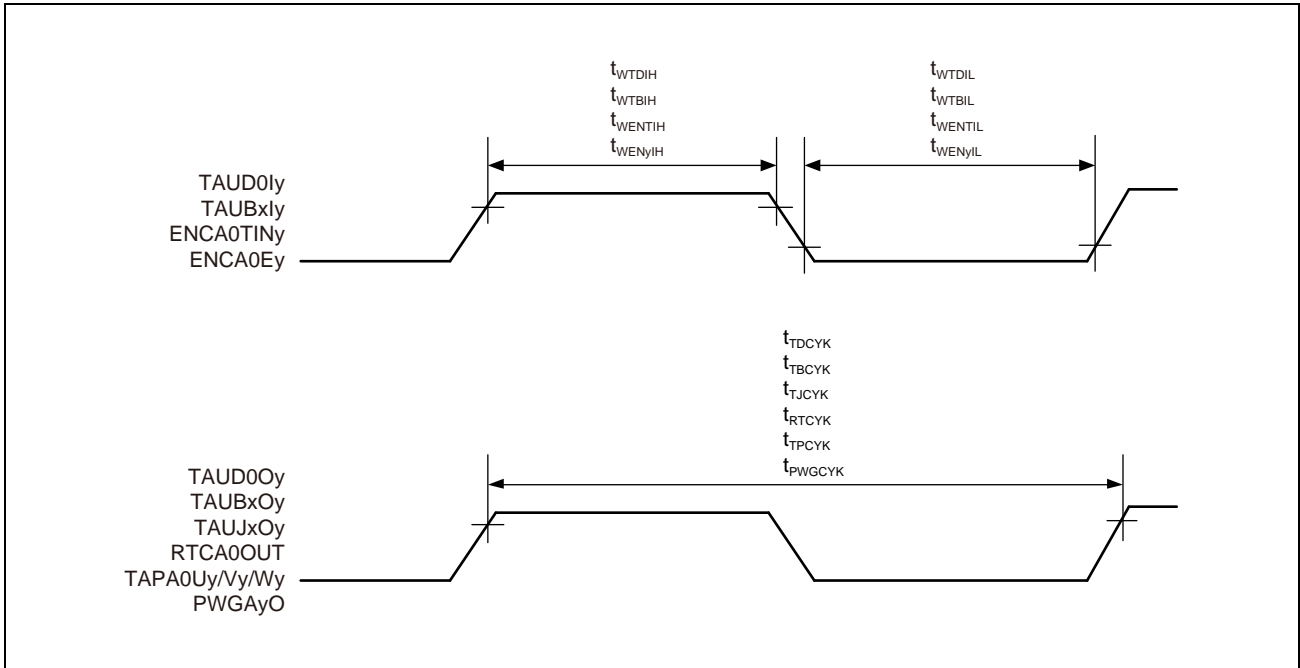 tWTDIH
tWTBIH
tWENTIH
tWENyIH
tWTDIL
tWTBIL
tWENTIL
tWENyIL
TAUD0Iy
TAUBxIy
ENCA0TINy
ENCA0Ey
tTDCYK
tTBCYK
tTJCYK
tRTCYK
tTPCYK
tPWGCYK
TAUD0Oy
TAUBxOy
TAUJxOy
RTCA0OUT
TAPA0Uy/Vy/Wy
PWGAyO